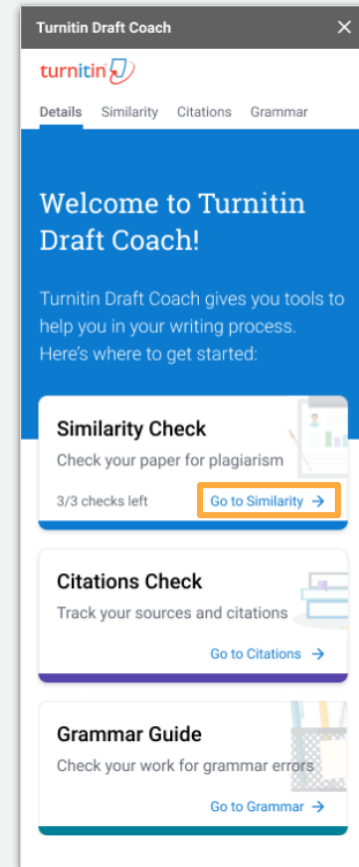 Turnitin Draft Coach
turnitin
Details Similarity Citations Grammar
Welcome to Turnitin
Draft Coach!
Turnitin Draft Coach gives you tools to
help you in your writing process.
Here's where to get started:
Similarity Check
Check your paper for plagiarism
3/3 checks left Go to Similarity →
Citations Check
Track your sources and citations
Go to Citations →
Grammar Guide
Check your work for grammar errors
Go to Grammar →